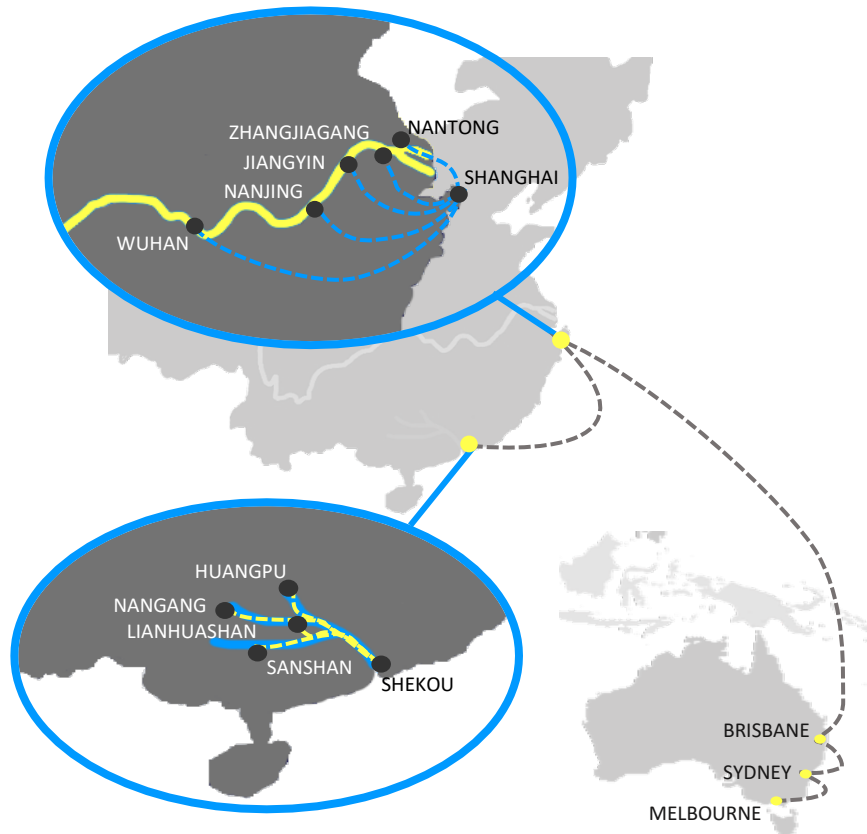 ZHANGJIAGANG
NANTONG
JIANGYIN
SHANGHAI
NANJING
WUHAN
HUANGPU
NANGANG
LIANHUASHAN
SANSHAN
SHEKOU
BRISBANE
SYDNEY
MELBOURNE